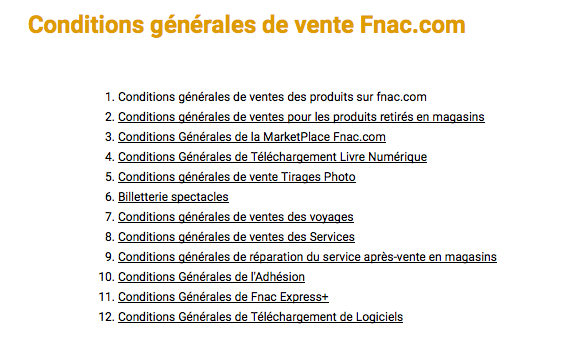 Conditions générales de vente Fnac.com
1. Conditions générales de ventes des produits sur fnac.com
2. Conditions générales de ventes pour les produits retirés en magasins
3. Conditions Générales de la MarketPlace Fnac.com
4. Conditions Générales de Téléchargement Livre Numérique
5. Conditions générales de vente Tirages Photo
6. Billetterie spectacles
7. Conditions générales de ventes des voyages
8. Conditions générales de ventes des Services
9. Conditions générales de réparation du service après-vente en magasins
10. Conditions Générales de l'Adhésion
11. Conditions Générales de Fnac Express+
12. Conditions Générales de Téléchargement de Logiciels